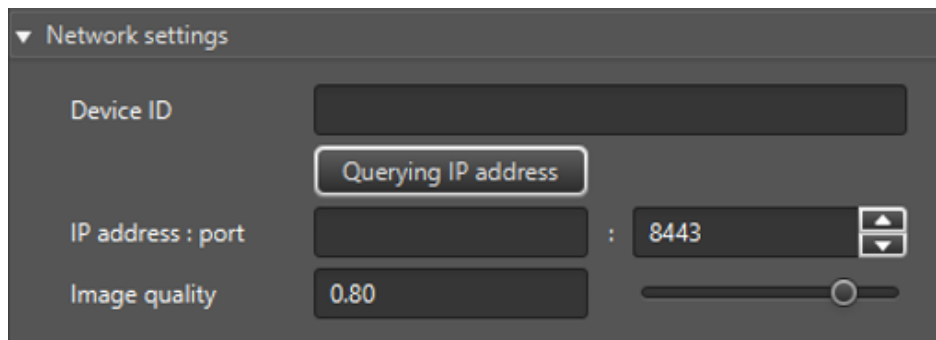 Network settings
Device ID
Querying IP address
IP address : port : 8443
Image quality 0.80